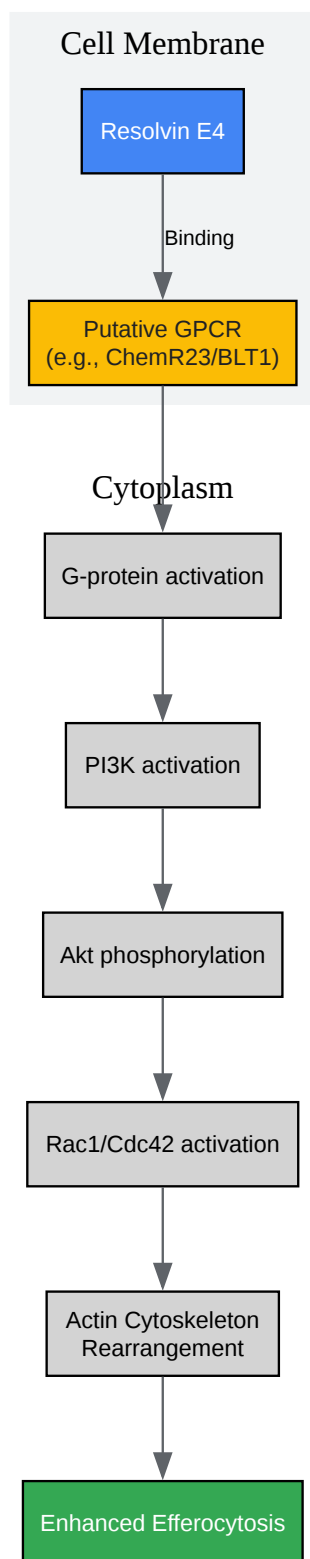 Cell Membrane
Resolvin E4
Binding
Putative GPCR
(e.g., ChemR23/BLT1)
Cytoplasm
G-protein activation
PI3K activation
Akt phosphorylation
Rac1/Cdc42 activation
Actin Cytoskeleton
Rearrangement
Enhanced Efferocytosis